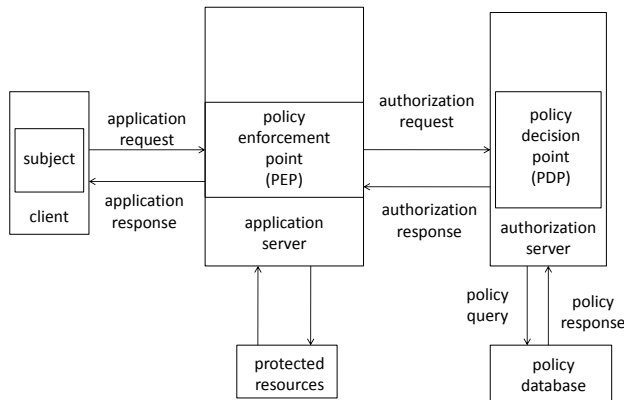 subject
client
application
request
application
response
policy
enforcement
point
(PEP)
application
server
authorization
request
authorization
response
policy
decision
point
(PDP)
authorization
server
policy
query
policy
response
protected
resources
policy
database